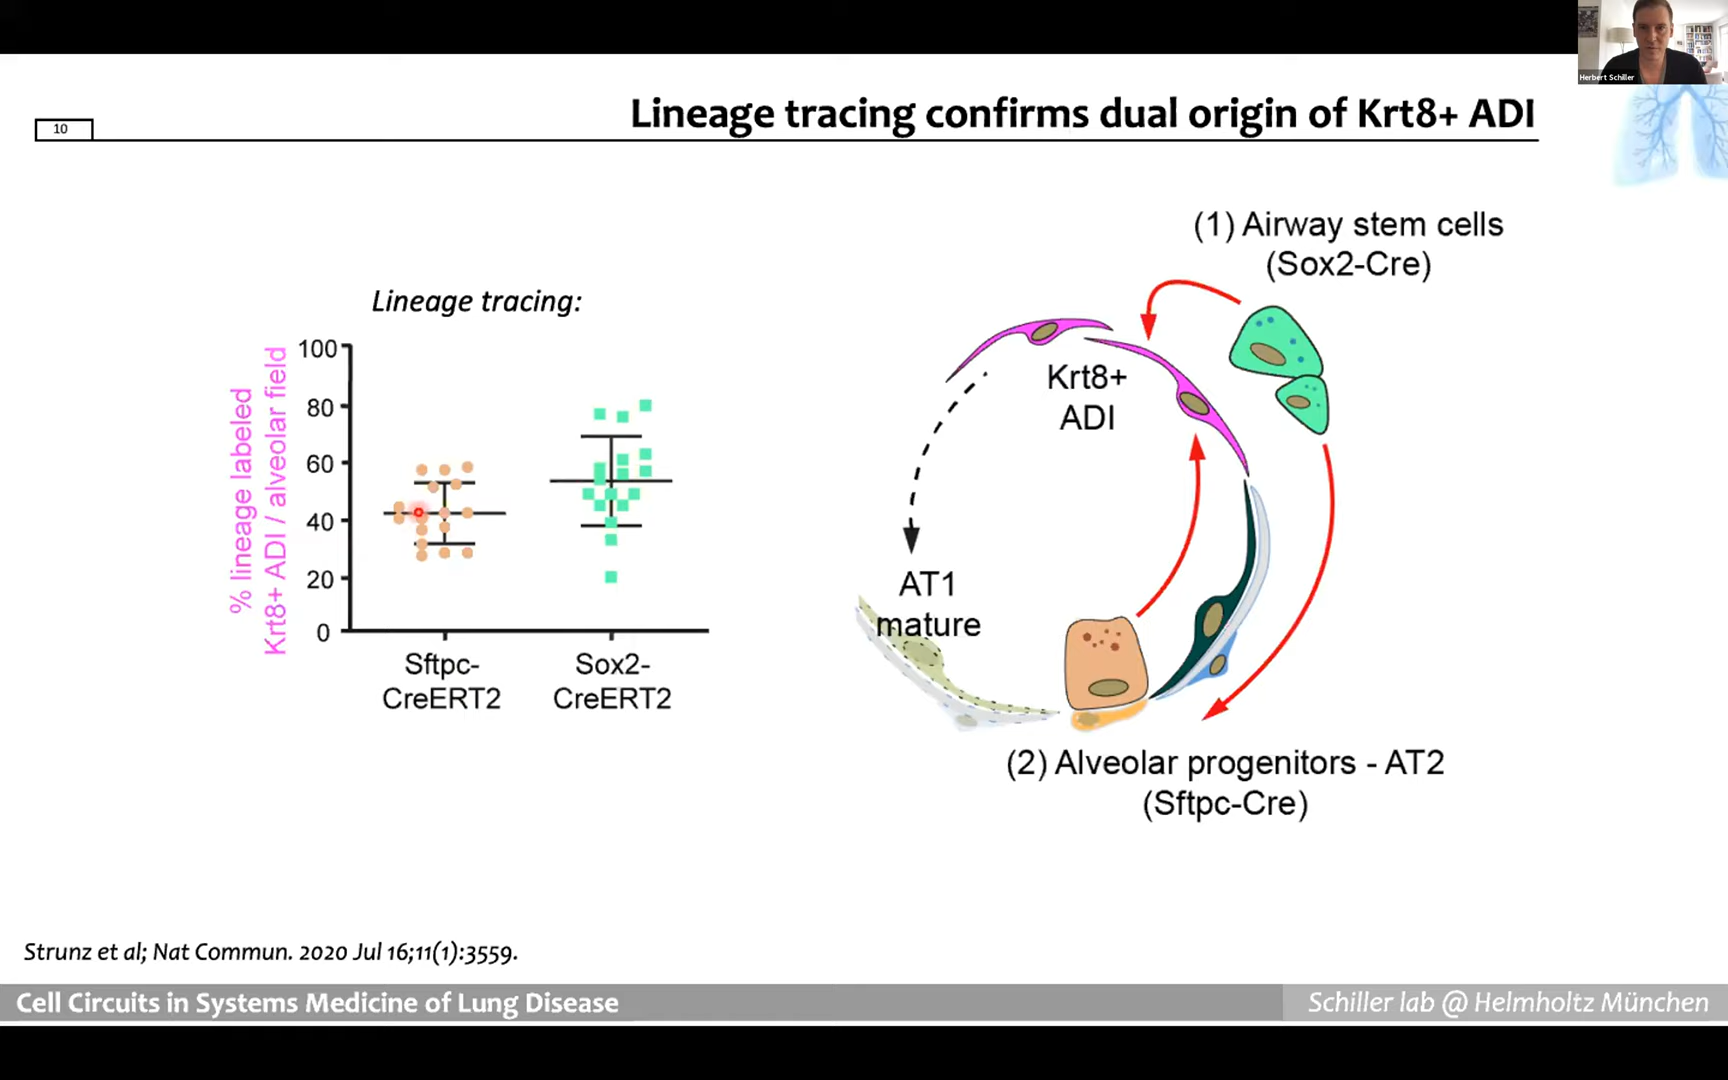 Herbert Schiller
10
Lineage tracing confirms dual origin of Krt8+ ADI
Lineage tracing:
% lineage labeled
Krt8+ ADI / alveolar field
100
80
60
40
20
0
Sftpc-
CreERT2
Sox2-
CreERT2
(1) Airway stem cells
(Sox2-Cre)
Krt8+
ADI
AT1
mature
(2) Alveolar progenitors - AT2
(Sftpc-Cre)
Strunz et al; Nat Commun. 2020 Jul 16;11(1):3559.
Cell Circuits in Systems Medicine of Lung Disease
Schiller lab @ Helmholtz München